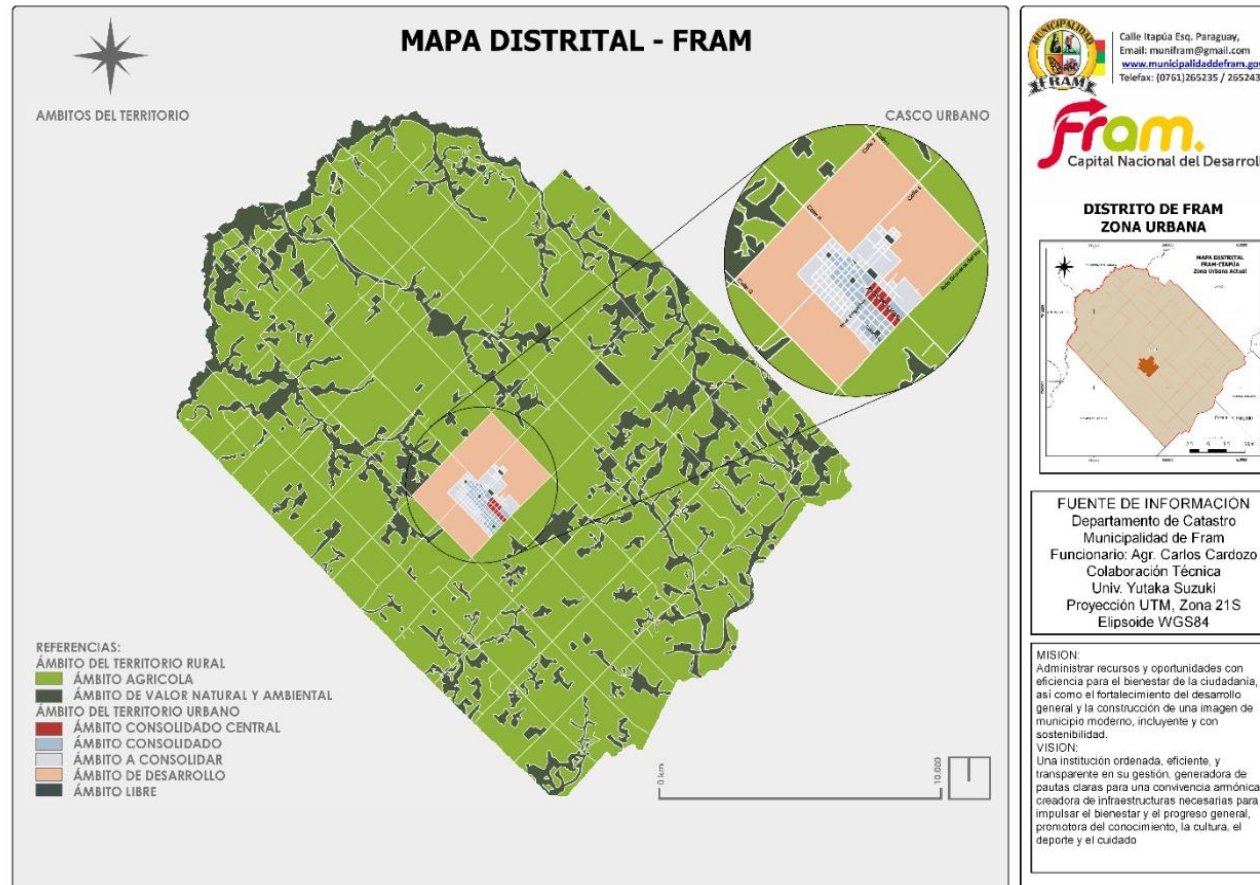 MAPA DISTRITAL - FRAM
AMBITOS DEL TERRITORIO
CASCO URBANO
Calle 7
Calle 6
REFERENCIAS:
ÁMBITO DEL TERRITORIO RURAL
ÁMBITO AGRICOLA
ÁMBITO DE VALOR NATURAL Y AMBIENTAL
ÁMBITO DEL TERRITORIO URBANO
ÁMBITO CONSOLIDADO CENTRAL
ÁMBITO CONSOLIDADO
ÁMBITO A CONSOLIDAR
ÁMBITO DE DESARROLLO
ÁMBITO LIBRE
0 km
10.000
MUNICIPALIDAD
FRAM
Calle Itapúa Esq. Paraguay,
Email: munifram@gmail.com
www.municipalidaddefram.gov
Telefax: (0761)265235 / 265243
Fram.
Capital Nacional del Desarroll
DISTRITO DE FRAM
ZONA URBANA
MAPA DISTRITAL
FRAM-ITAPÚA
Zona Urbana Actual
FUENTE DE INFORMACIÓN
Departamento de Catastro
Municipalidad de Fram
Funcionario: Agr. Carlos Cardozo
Colaboración Técnica
Univ. Yutaka Suzuki
Proyección UTM, Zona 21S
Elipsoide WGS84
MISION:
Administrar recursos y oportunidades con
eficiencia para el bienestar de la ciudadanía,
así como el fortalecimiento del desarrollo
general y la construcción de una imagen de
municipio moderno, incluyente y con
sostenibilidad.
VISION:
Una institución ordenada, eficiente, y
transparente en su gestión, generadora de
pautas claras para una convivencia armónica
creadora de infraestructuras necesarias para
impulsar el bienestar y el progreso general,
promotora del conocimiento, la cultura, el
deporte y el cuidado